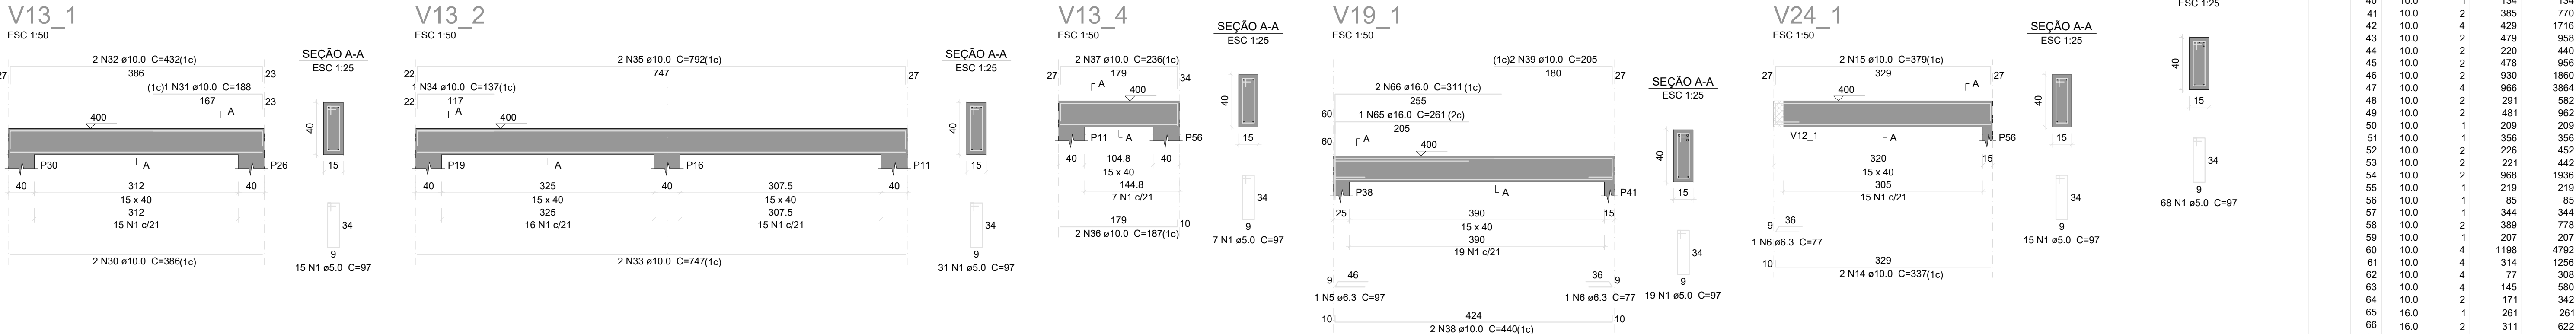 V13_1
ESC 1:50
2 N32 ø10.0 C=432(1c)
27 386 23
(1c)1 N31 ø10.0 C=188
167 23
A
400
P30 A P26
40 312 40
15 x 40
312
15 N1 c/21
2 N30 ø10.0 C=386(1c)
SEÇÃO A-A
ESC 1:25
40
15
34
9
15 N1 ø5.0 C=97
V13_2
ESC 1:50
2 N35 ø10.0 C=792(1c)
22 747 27
1 N34 ø10.0 C=137(1c)
22 117
A
400
P19 A P16 P11
40 325 40 307.5 40
15 x 40 15 x 40
325 307.5
16 N1 c/21 15 N1 c/21
2 N33 ø10.0 C=747(1c)
SEÇÃO A-A
ESC 1:25
40
15
34
9
31 N1 ø5.0 C=97
V13_4
ESC 1:50
2 N37 ø10.0 C=236(1c)
27 179 34
A
400
P11 A P56
40 104.8 40
15 x 40
144.8
7 N1 c/21
179 10
2 N36 ø10.0 C=187(1c)
SEÇÃO A-A
ESC 1:25
40
15
34
9
7 N1 ø5.0 C=97
V19_1
ESC 1:50
(1c)2 N39 ø10.0 C=205
180 27
2 N66 ø16.0 C=311(1c)
255
60
1 N65 ø16.0 C=261(2c)
205
60
A
400
P38 A P41
25 390 15
15 x 40
390
19 N1 c/21
9 46 36 9
1 N5 ø6.3 C=97 1 N6 ø6.3 C=77
10 424 10
2 N38 ø10.0 C=440(1c)
SEÇÃO A-A
ESC 1:25
40
15
34
9
19 N1 ø5.0 C=97
V24_1
ESC 1:50
2 N15 ø10.0 C=379(1c)
27 329 27
A
400
V12_1 A P56
320 15
15 x 40
305
15 N1 c/21
9 36
1 N6 ø6.3 C=77
10 329
2 N14 ø10.0 C=337(1c)
SEÇÃO A-A
ESC 1:25
40
15
34
9
15 N1 ø5.0 C=97
ESC 1:25
40
15
34
9
68 N1 ø5.0 C=97
40 10.0 1 134 134
41 10.0 2 385 770
42 10.0 4 429 1716
43 10.0 2 479 958
44 10.0 2 220 440
45 10.0 2 478 956
46 10.0 2 930 1860
47 10.0 4 966 3864
48 10.0 2 291 582
49 10.0 2 481 962
50 10.0 1 209 209
51 10.0 1 356 356
52 10.0 2 226 452
53 10.0 2 221 442
54 10.0 2 968 1936
55 10.0 1 219 219
56 10.0 1 85 85
57 10.0 1 344 344
58 10.0 2 389 778
59 10.0 1 207 207
60 10.0 4 1198 4792
61 10.0 4 314 1256
62 10.0 4 77 308
63 10.0 4 145 580
64 10.0 2 171 342
65 16.0 1 261 261
66 16.0 2 311 622